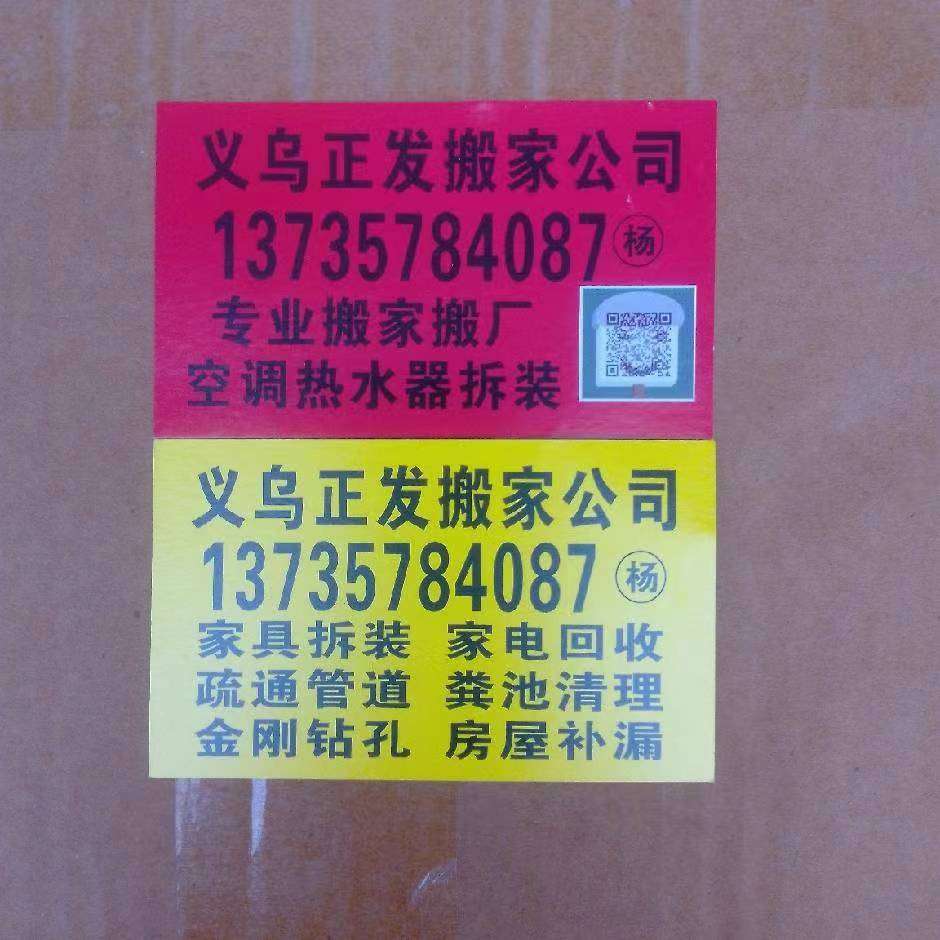 义乌正发搬家公司
13735784087 杨
专业搬家搬厂
空调热水器拆装
义乌正发搬家公司
13735784087 杨
家具拆装 家电回收
疏通管道 粪池清理
金刚钻孔 房屋补漏